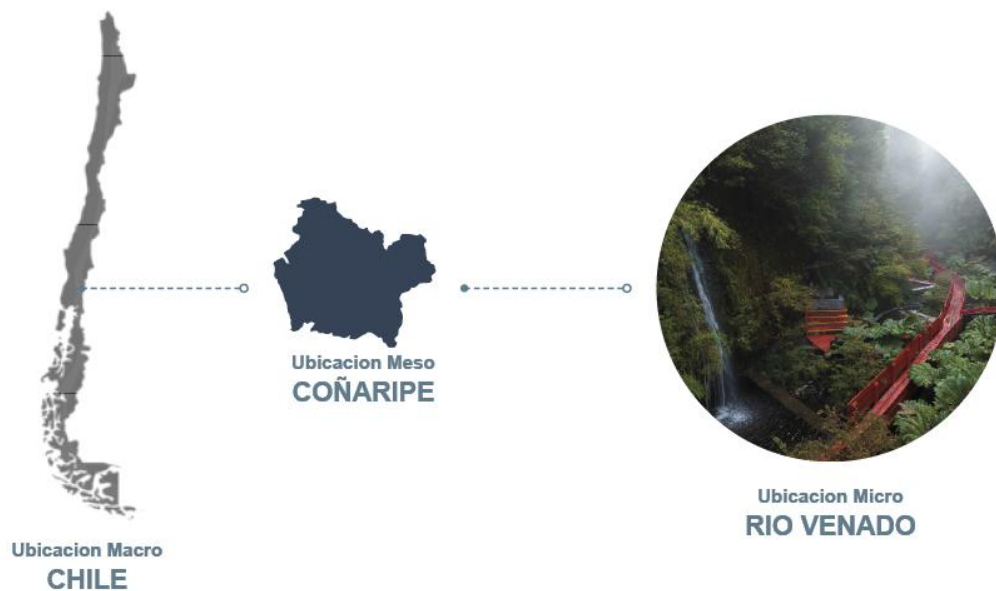 Ubicacion Macro
CHILE
Ubicacion Meso
COÑARIPE
Ubicacion Micro
RIO VENADO